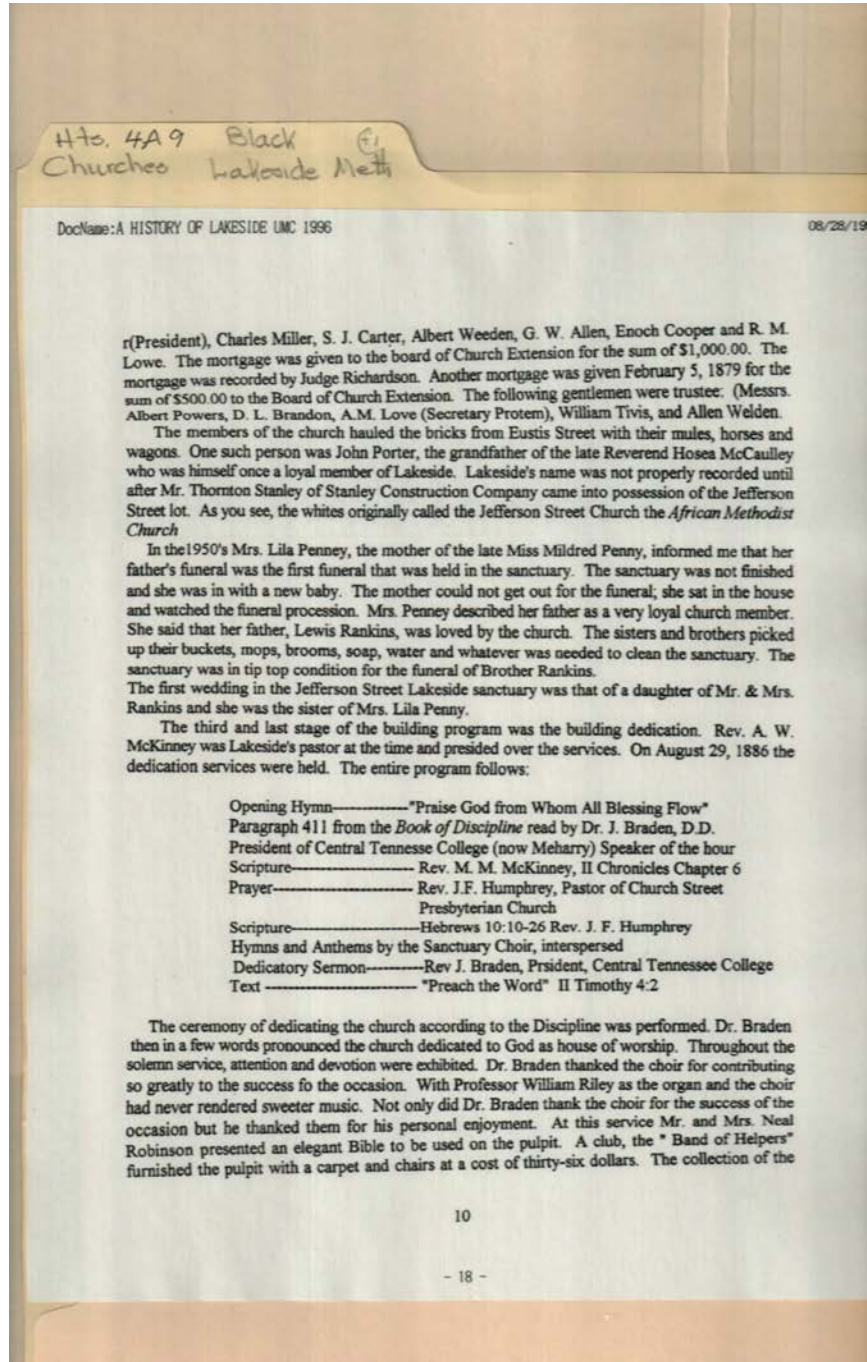 Hts. 4A9 Black
Churches Lakeside Meth
DocName:A HISTORY OF LAKESIDE UMC 1996 08/28/19
r(President), Charles Miller, S. J. Carter, Albert Weeden, G. W. Allen, Enoch Cooper and R. M.
Lowe. The mortgage was given to the board of Church Extension for the sum of $1,000.00. The
mortgage was recorded by Judge Richardson. Another mortgage was given February 5, 1879 for the
sum of $500.00 to the Board of Church Extension. The following gentlemen were trustee: (Messrs.
Albert Powers, D. L. Brandon, A.M. Love (Secretary Protem), William Tivis, and Allen Welden.
The members of the church hauled the bricks from Eustis Street with their mules, horses and
wagons. One such person was John Porter, the grandfather of the late Reverend Hosea McCaulley
who was himself once a loyal member of Lakeside. Lakeside's name was not properly recorded until
after Mr. Thornton Stanley of Stanley Construction Company came into possession of the Jefferson
Street lot. As you see, the whites originally called the Jefferson Street Church the African Methodist
Church
In the1950's Mrs. Lila Penney, the mother of the late Miss Mildred Penny, informed me that her
father's funeral was the first funeral that was held in the sanctuary. The sanctuary was not finished
and she was in with a new baby. The mother could not get out for the funeral; she sat in the house
and watched the funeral procession. Mrs. Penney described her father as a very loyal church member.
She said that her father, Lewis Rankins, was loved by the church. The sisters and brothers picked
up their buckets, mops, brooms, soap, water and whatever was needed to clean the sanctuary. The
sanctuary was in tip top condition for the funeral of Brother Rankins.
The first wedding in the Jefferson Street Lakeside sanctuary was that of a daughter of Mr. & Mrs.
Rankins and she was the sister of Mrs. Lila Penny.
The third and last stage of the building program was the building dedication. Rev. A. W.
McKinney was Lakeside's pastor at the time and presided over the services. On August 29, 1886 the
dedication services were held. The entire program follows:
Opening Hymn-------------"Praise God from Whom All Blessing Flow"
Paragraph 411 from the Book of Discipline read by Dr. J. Braden, D.D.
President of Central Tennesse College (now Meharry) Speaker of the hour
Scripture---------------------- Rev. M. M. McKinney, II Chronicles Chapter 6
Prayer------------------------- Rev. J.F. Humphrey, Pastor of Church Street
Presbyterian Church
Scripture-----------------------Hebrews 10:10-26 Rev. J. F. Humphrey
Hymns and Anthems by the Sanctuary Choir, interspersed
Dedicatory Sermon----------Rev J. Braden, Prsident, Central Tennessee College
Text --------------------------- "Preach the Word" II Timothy 4:2
The ceremony of dedicating the church according to the Discipline was performed. Dr. Braden
then in a few words pronounced the church dedicated to God as house of worship. Throughout the
solemn service, attention and devotion were exhibited. Dr. Braden thanked the choir for contributing
so greatly to the success fo the occasion. With Professor William Riley as the organ and the choir
had never rendered sweeter music. Not only did Dr. Braden thank the choir for the success of the
occasion but he thanked them for his personal enjoyment. At this service Mr. and Mrs. Neal
Robinson presented an elegant Bible to be used on the pulpit. A club, the " Band of Helpers"
furnished the pulpit with a carpet and chairs at a cost of thirty-six dollars. The collection of the
10
- 18 -